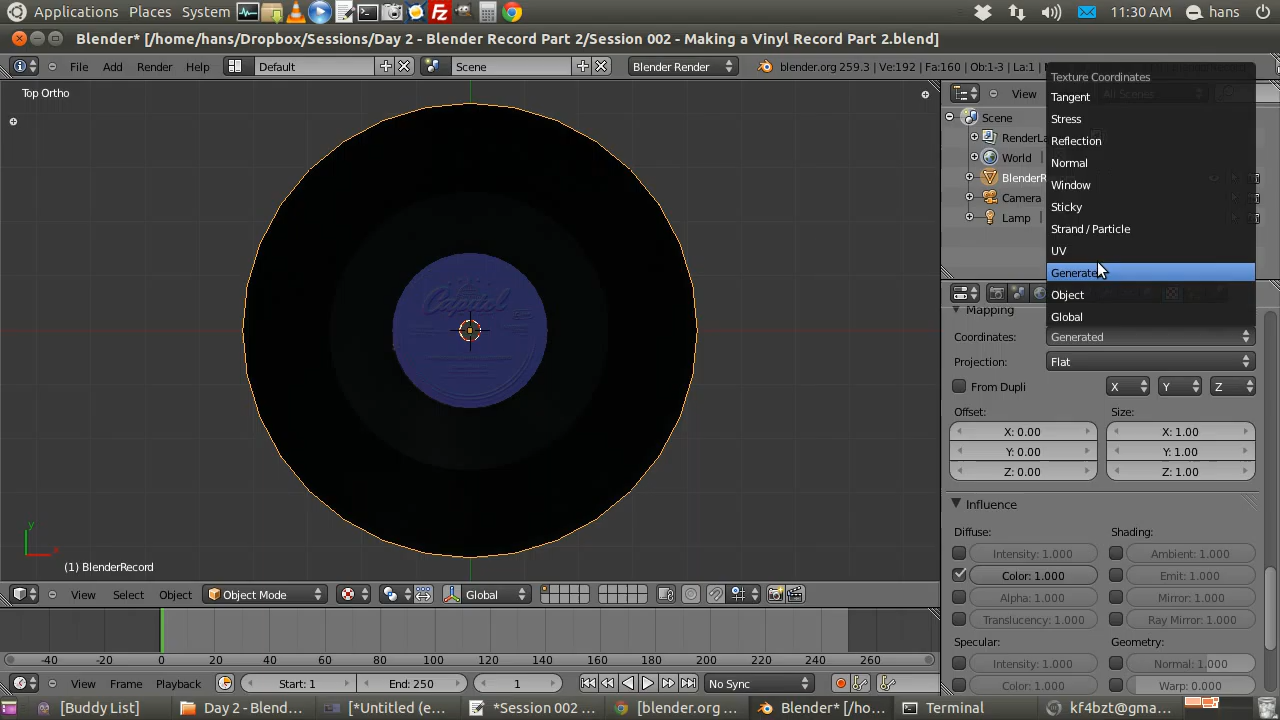 Applications Places System 11:30 AM hans
Blender* [/home/hans/Dropbox/Sessions/Day 2 - Blender Record Part 2/Session 002 - Making a Vinyl Record Part 2.blend]
File Add Render Help Default Scene Blender Render blender.org 259.3 | Ve:192 | Fa:160 | Ob:1-3 | La:1 |
Top Ortho
View All Scenes
Scene
RenderLa
World
BlenderR
Camera
Lamp
Texture Coordinates
Tangent
Stress
Reflection
Normal
Window
Sticky
Strand / Particle
UV
Generate
Object
Global
Capitol
Mapping
Coordinates: Generated
Projection: Flat
From Dupli X Y Z
Offset: Size:
X: 0.00 X: 1.00
Y: 0.00 Y: 1.00
Z: 0.00 Z: 1.00
Influence
Diffuse: Shading:
Intensity: 1.000 Ambient: 1.000
Color: 1.000 Emit: 1.000
Alpha: 1.000 Mirror: 1.000
Translucency: 1.000 Ray Mirror: 1.000
Specular: Geometry:
Intensity: 1.000 Normal: 1.000
Color: 1.000 Warp: 0.000
y
x
(1) BlenderRecord
View Select Object Object Mode Global
-40 -20 0 20 40 60 80 100 120 140 160 180 200 220 240 260
View Frame Playback Start: 1 End: 250 1 No Sync
[Buddy List] Day 2 - Blend... [*Untitled (e... *Session 002 ... [blender.org ... Blender* [/ho... Terminal kf4bzt@gma...